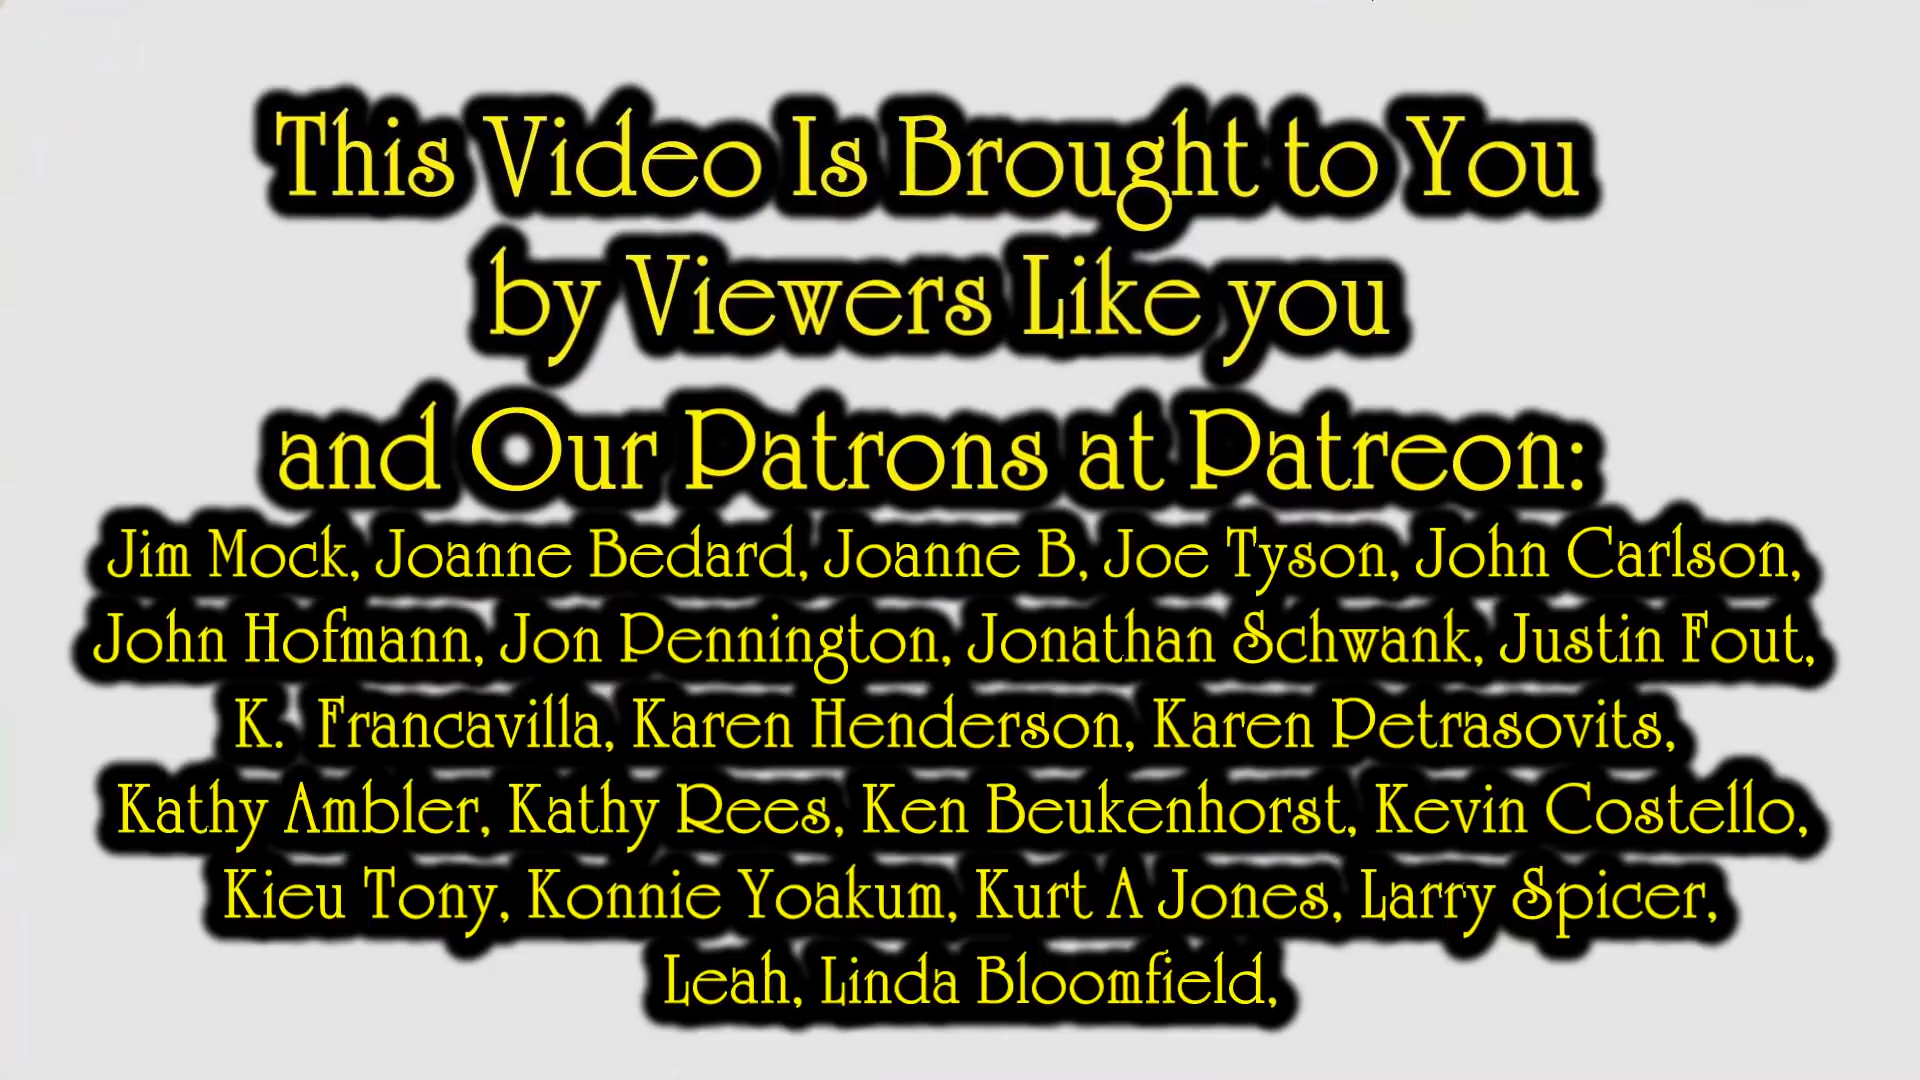 This Video Is Brought to You
by Viewers Like you
and Our Patrons at Patreon:
Jim Mock, Joanne Bedard, Joanne B, Joe Tyson, John Carlson,
John Hofmann, Jon Pennington, Jonathan Schwank, Justin Fout,
K.  Francavilla, Karen Henderson, Karen Petrasovits,
Kathy Ambler, Kathy Rees, Ken Beukenhorst, Kevin Costello,
Kieu Tony, Konnie Yoakum, Kurt A Jones, Larry Spicer,
Leah, Linda Bloomfield,